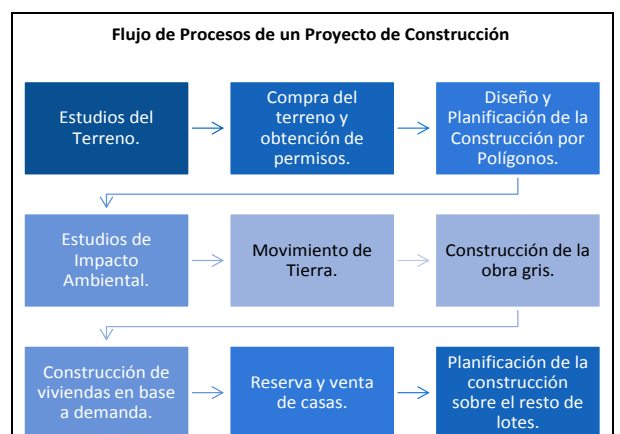 Flujo de Procesos de un Proyecto de Construcción
Estudios del
Terreno.
Compra del
terreno y
obtención de
permisos.
Diseño y
Planificación de la
Construcción por
Polígonos.
Estudios de
Impacto
Ambiental.
Movimiento de
Tierra.
Construcción de la
obra gris.
Construcción de
viviendas en base
a demanda.
Reserva y venta
de casas.
Planificación de la
construcción
sobre el resto de
lotes.